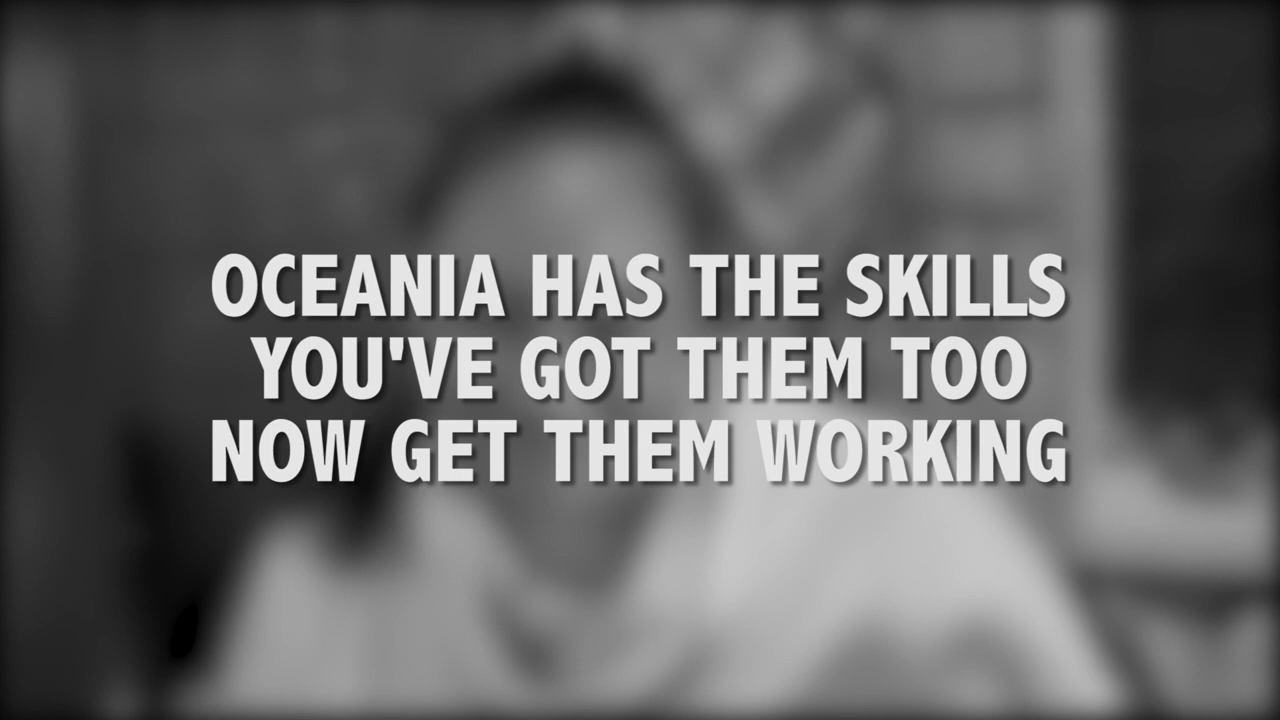 OCEANIA HAS THE SKILLS
YOU'VE GOT THEM TOO
NOW GET THEM WORKING